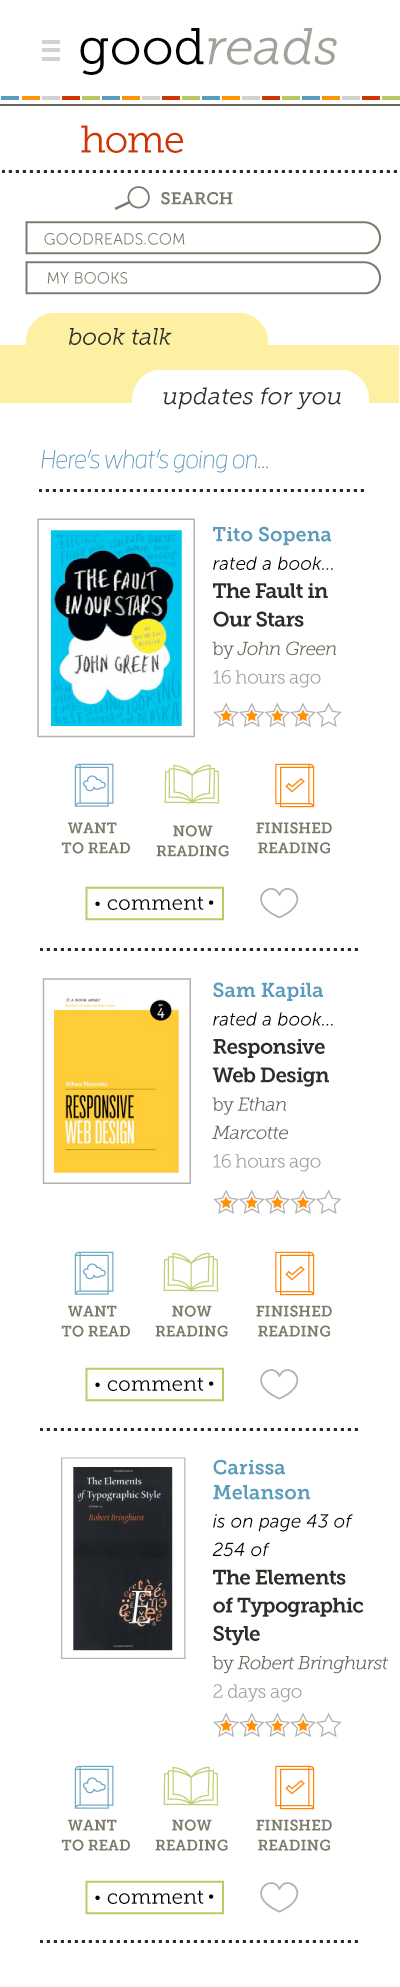 goodreads
home
SEARCH
GOODREADS.COM
MY BOOKS
book talk
updates for you
Here's what's going on...
THE FAULT
IN OUR STARS
JOHN GREEN
Tito Sopena
rated a book...
The Fault in
Our Stars
by John Green
16 hours ago
WANT
TO READ
NOW
READING
FINISHED
READING
• comment •
A BOOK APART
4
Ethan Marcotte
RESPONSIVE
WEB DESIGN
Sam Kapila
rated a book...
Responsive
Web Design
by Ethan
Marcotte
16 hours ago
WANT
TO READ
NOW
READING
FINISHED
READING
• comment •
The Elements
of Typographic Style
Robert Bringhurst
Carissa
Melanson
is on page 43 of
254 of
The Elements
of Typographic
Style
by Robert Bringhurst
2 days ago
WANT
TO READ
NOW
READING
FINISHED
READING
• comment •